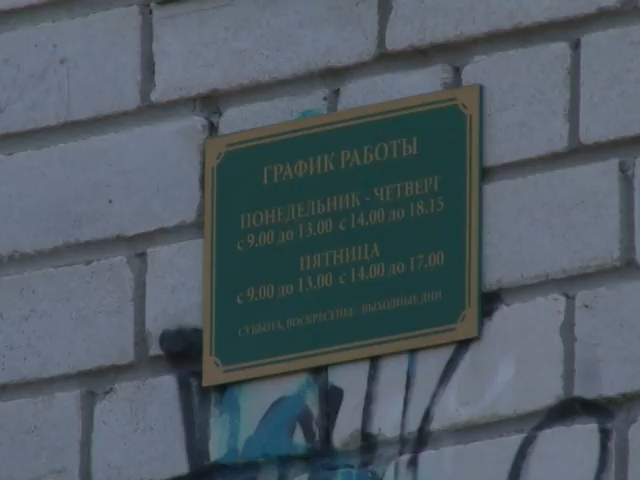 ГРАФИК РАБОТЫ
ПОНЕДЕЛЬНИК - ЧЕТВЕРГ
с 9.00 до 13.00 с 14.00 до 18.15
ПЯТНИЦА
с 9.00 до 13.00 с 14.00 до 17.00
СУББОТА, ВОСКРЕСЕНЬЕ - ВЫХОДНЫЕ ДНИ